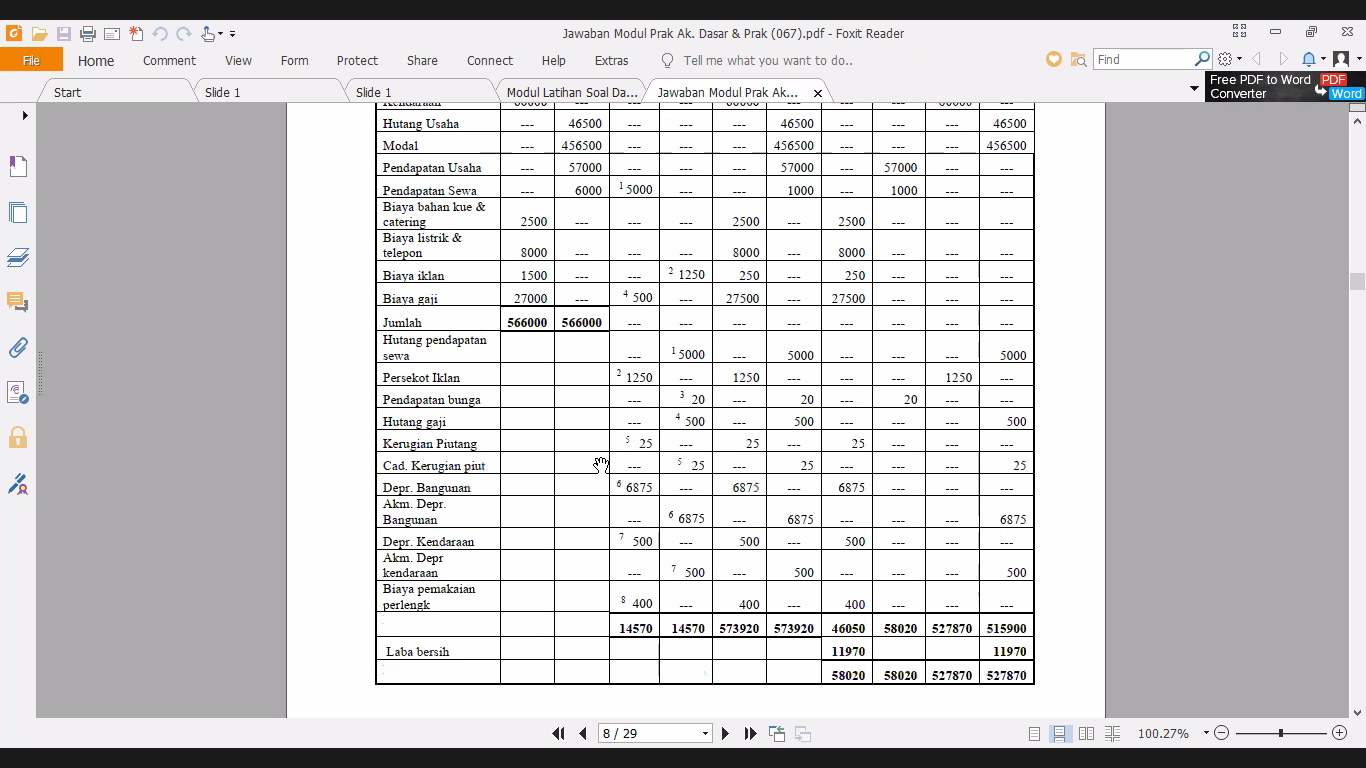 Jawaban Modul Prak Ak. Dasar & Prak (067).pdf - Foxit Reader
File Home Comment View Form Protect Share Connect Help Extras Tell me what you want to do.. Find
Start Slide 1 Slide 1 Modul Latihan Soal Da... Jawaban Modul Prak Ak... Free PDF to Word PDF
Converter Word
Kendaraan 60000 --- --- --- 60000 --- --- --- 60000 ---
Hutang Usaha --- 46500 --- --- --- 46500 --- --- --- 46500
Modal --- 456500 --- --- --- 456500 --- --- --- 456500
Pendapatan Usaha --- 57000 --- --- --- 57000 --- 57000 --- ---
Pendapatan Sewa --- 6000 1 5000 --- --- 1000 --- 1000 --- ---
Biaya bahan kue &
catering 2500 --- --- --- 2500 --- 2500 --- --- ---
Biaya listrik &
telepon 8000 --- --- --- 8000 --- 8000 --- --- ---
Biaya iklan 1500 --- --- 2 1250 250 --- 250 --- --- ---
Biaya gaji 27000 --- 4 500 --- 27500 --- 27500 --- --- ---
Jumlah 566000 566000 --- --- --- --- --- --- --- ---
Hutang pendapatan
sewa --- 1 5000 --- 5000 --- --- --- 5000
Persekot Iklan 2 1250 --- 1250 --- --- --- 1250 ---
Pendapatan bunga --- 3 20 --- 20 --- 20 --- ---
Hutang gaji --- 4 500 --- 500 --- --- --- 500
Kerugian Piutang 5 25 --- 25 --- 25 --- --- ---
Cad. Kerugian piut --- 5 25 --- 25 --- --- --- 25
Depr. Bangunan 6 6875 --- 6875 --- 6875 --- --- ---
Akm. Depr.
Bangunan --- 6 6875 --- 6875 --- --- --- 6875
Depr. Kendaraan 7 500 --- 500 --- 500 --- --- ---
Akm. Depr
kendaraan --- 7 500 --- 500 --- --- --- 500
Biaya pemakaian
perlengk 8 400 --- 400 --- 400 --- --- ---
14570 14570 573920 573920 46050 58020 527870 515900
Laba bersih 11970 11970
58020 58020 527870 527870
8 / 29 100.27%